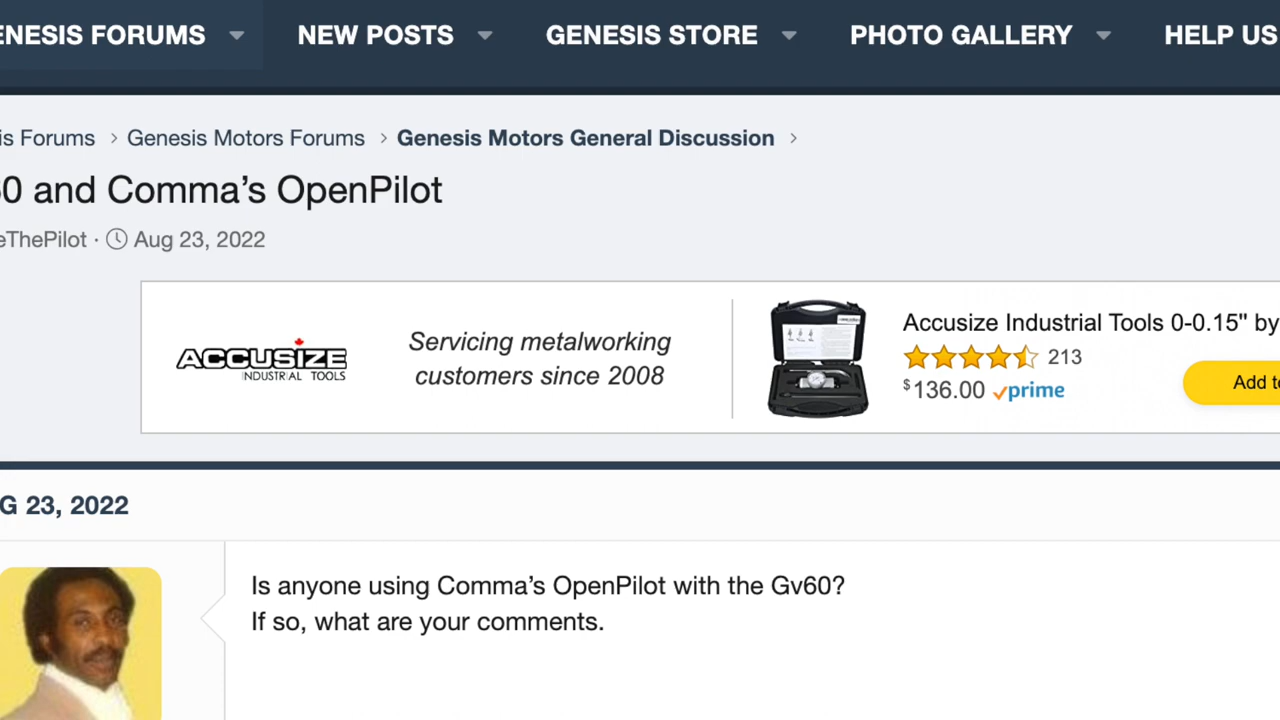 ENESIS FORUMS NEW POSTS GENESIS STORE PHOTO GALLERY HELP US
is Forums > Genesis Motors Forums > Genesis Motors General Discussion >
60 and Comma’s OpenPilot
eThePilot · Aug 23, 2022
ACCUSIZE
INDUSTRIAL TOOLS
Servicing metalworking
customers since 2008
Accusize Industrial Tools 0-0.15" by
213
$136.00 prime
Add to
G 23, 2022
Is anyone using Comma’s OpenPilot with the Gv60?
If so, what are your comments.